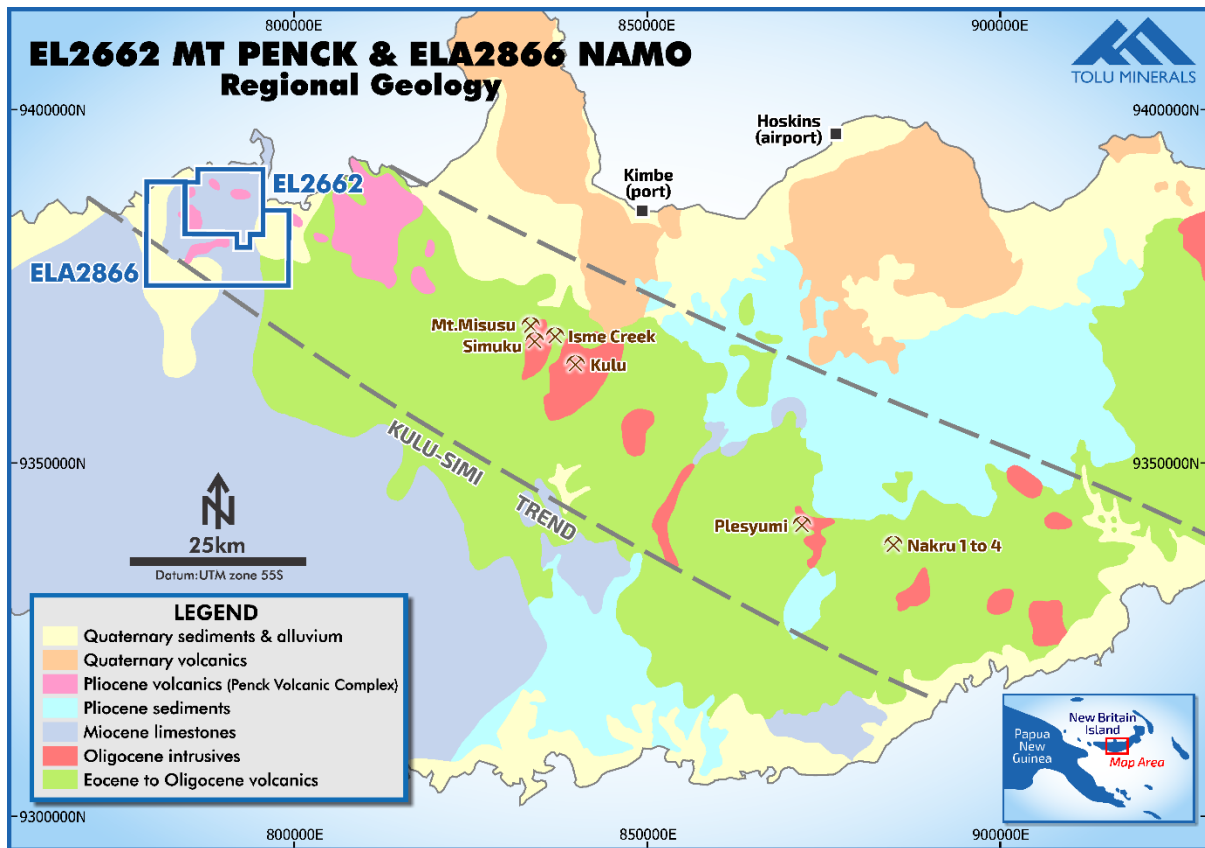 EL2662 MT PENCK & ELA2866 NAMO
Regional Geology
TOLU MINERALS
800000E
850000E
900000E
9400000N
9400000N
Hoskins
(airport)
Kimbe
(port)
EL2662
ELA2866
Mt.Misusu
Simuku
Isme Creek
Kulu
KULU-SIMI
TREND
9350000N
9350000N
Plesyumi
Nakru 1 to 4
N
25km
Datum:UTM zone 55S
LEGEND
Quaternary sediments & alluvium
Quaternary volcanics
Pliocene volcanics (Penck Volcanic Complex)
Pliocene sediments
Miocene limestones
Oligocene intrusives
Eocene to Oligocene volcanics
New Britain
Island
Papua
New
Guinea
Map Area
9300000N
800000E
850000E
900000E